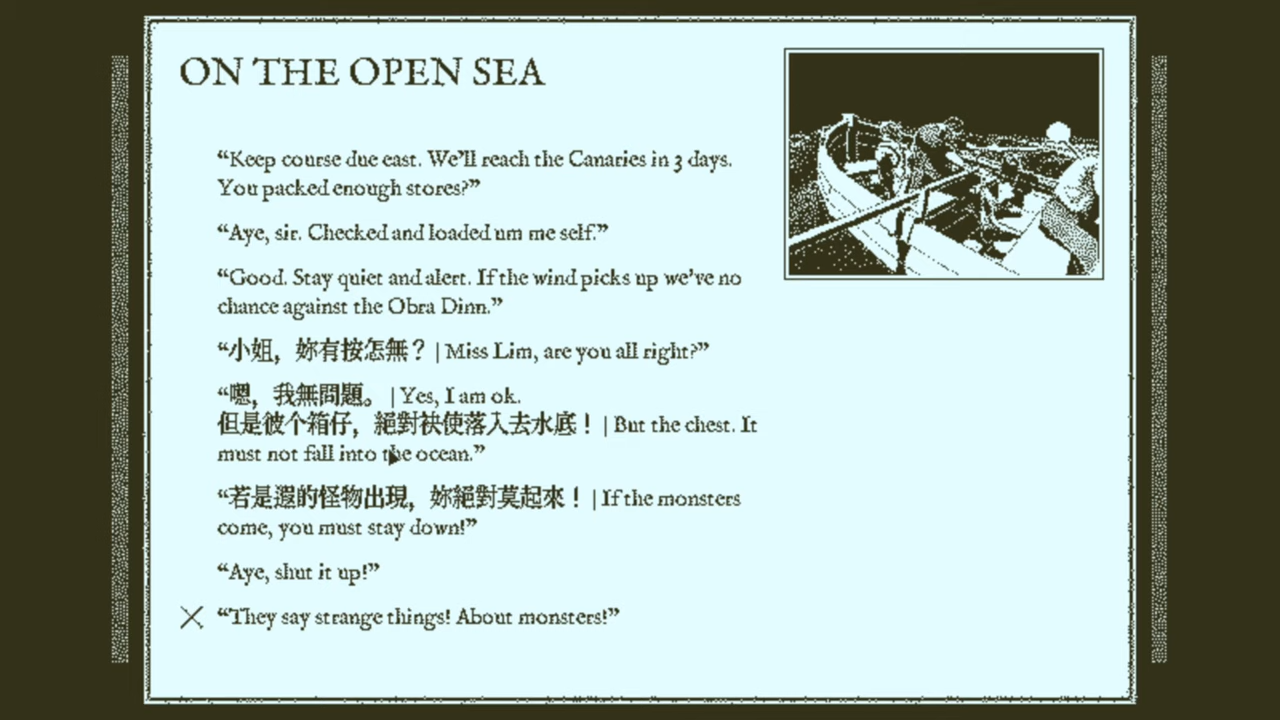 ON THE OPEN SEA
“Keep course due east. We’ll reach the Canaries in 3 days.
You packed enough stores?”
“Aye, sir. Checked and loaded um me self.”
“Good. Stay quiet and alert. If the wind picks up we’ve no
chance against the Obra Dinn.”
“小姐，妳有按怎無？ | Miss Lim, are you all right?”
“嗯，我無問題。 | Yes, I am ok.
但是彼个箱仔，絕對袂使落入去水底！ | But the chest. It
must not fall into the ocean.”
“若是遐的怪物出現，妳絕對莫起來！ | If the monsters
come, you must stay down!”
“Aye, shut it up!”
“They say strange things! About monsters!”